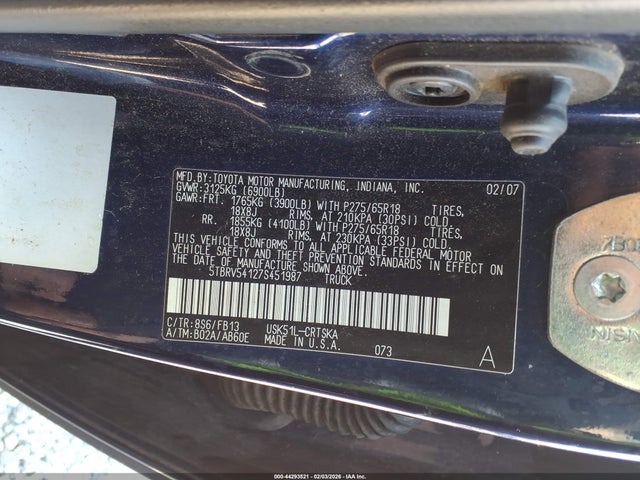 MFD.BY:TOYOTA MOTOR MANUFACTURING, INDIANA, INC. 02/07
GVWR:3125KG (6900LB)
GAWR:FRT. 1765KG (3900LB) WITH P275/65R18 TIRES,
18X8J RIMS, AT 210KPA (30PSI) COLD
RR. 1855KG (4100LB) WITH P275/65R18 TIRES,
18X8J RIMS, AT 230KPA (33PSI) COLD
THIS VEHICLE CONFORMS TO ALL APPLICABLE FEDERAL MOTOR
VEHICLE SAFETY AND THEFT PREVENTION STANDARDS IN EFFECT ON
THE DATE OF MANUFACTURE SHOWN ABOVE.
5TBRV54127S451987 TRUCK
C/TR:8S6/FB13 USK51L-CRTSKA
A/TM:B02A/AB60E MADE IN U.S.A.
073 A
000-44293521 - 02/03/2026 - IAAI.COM